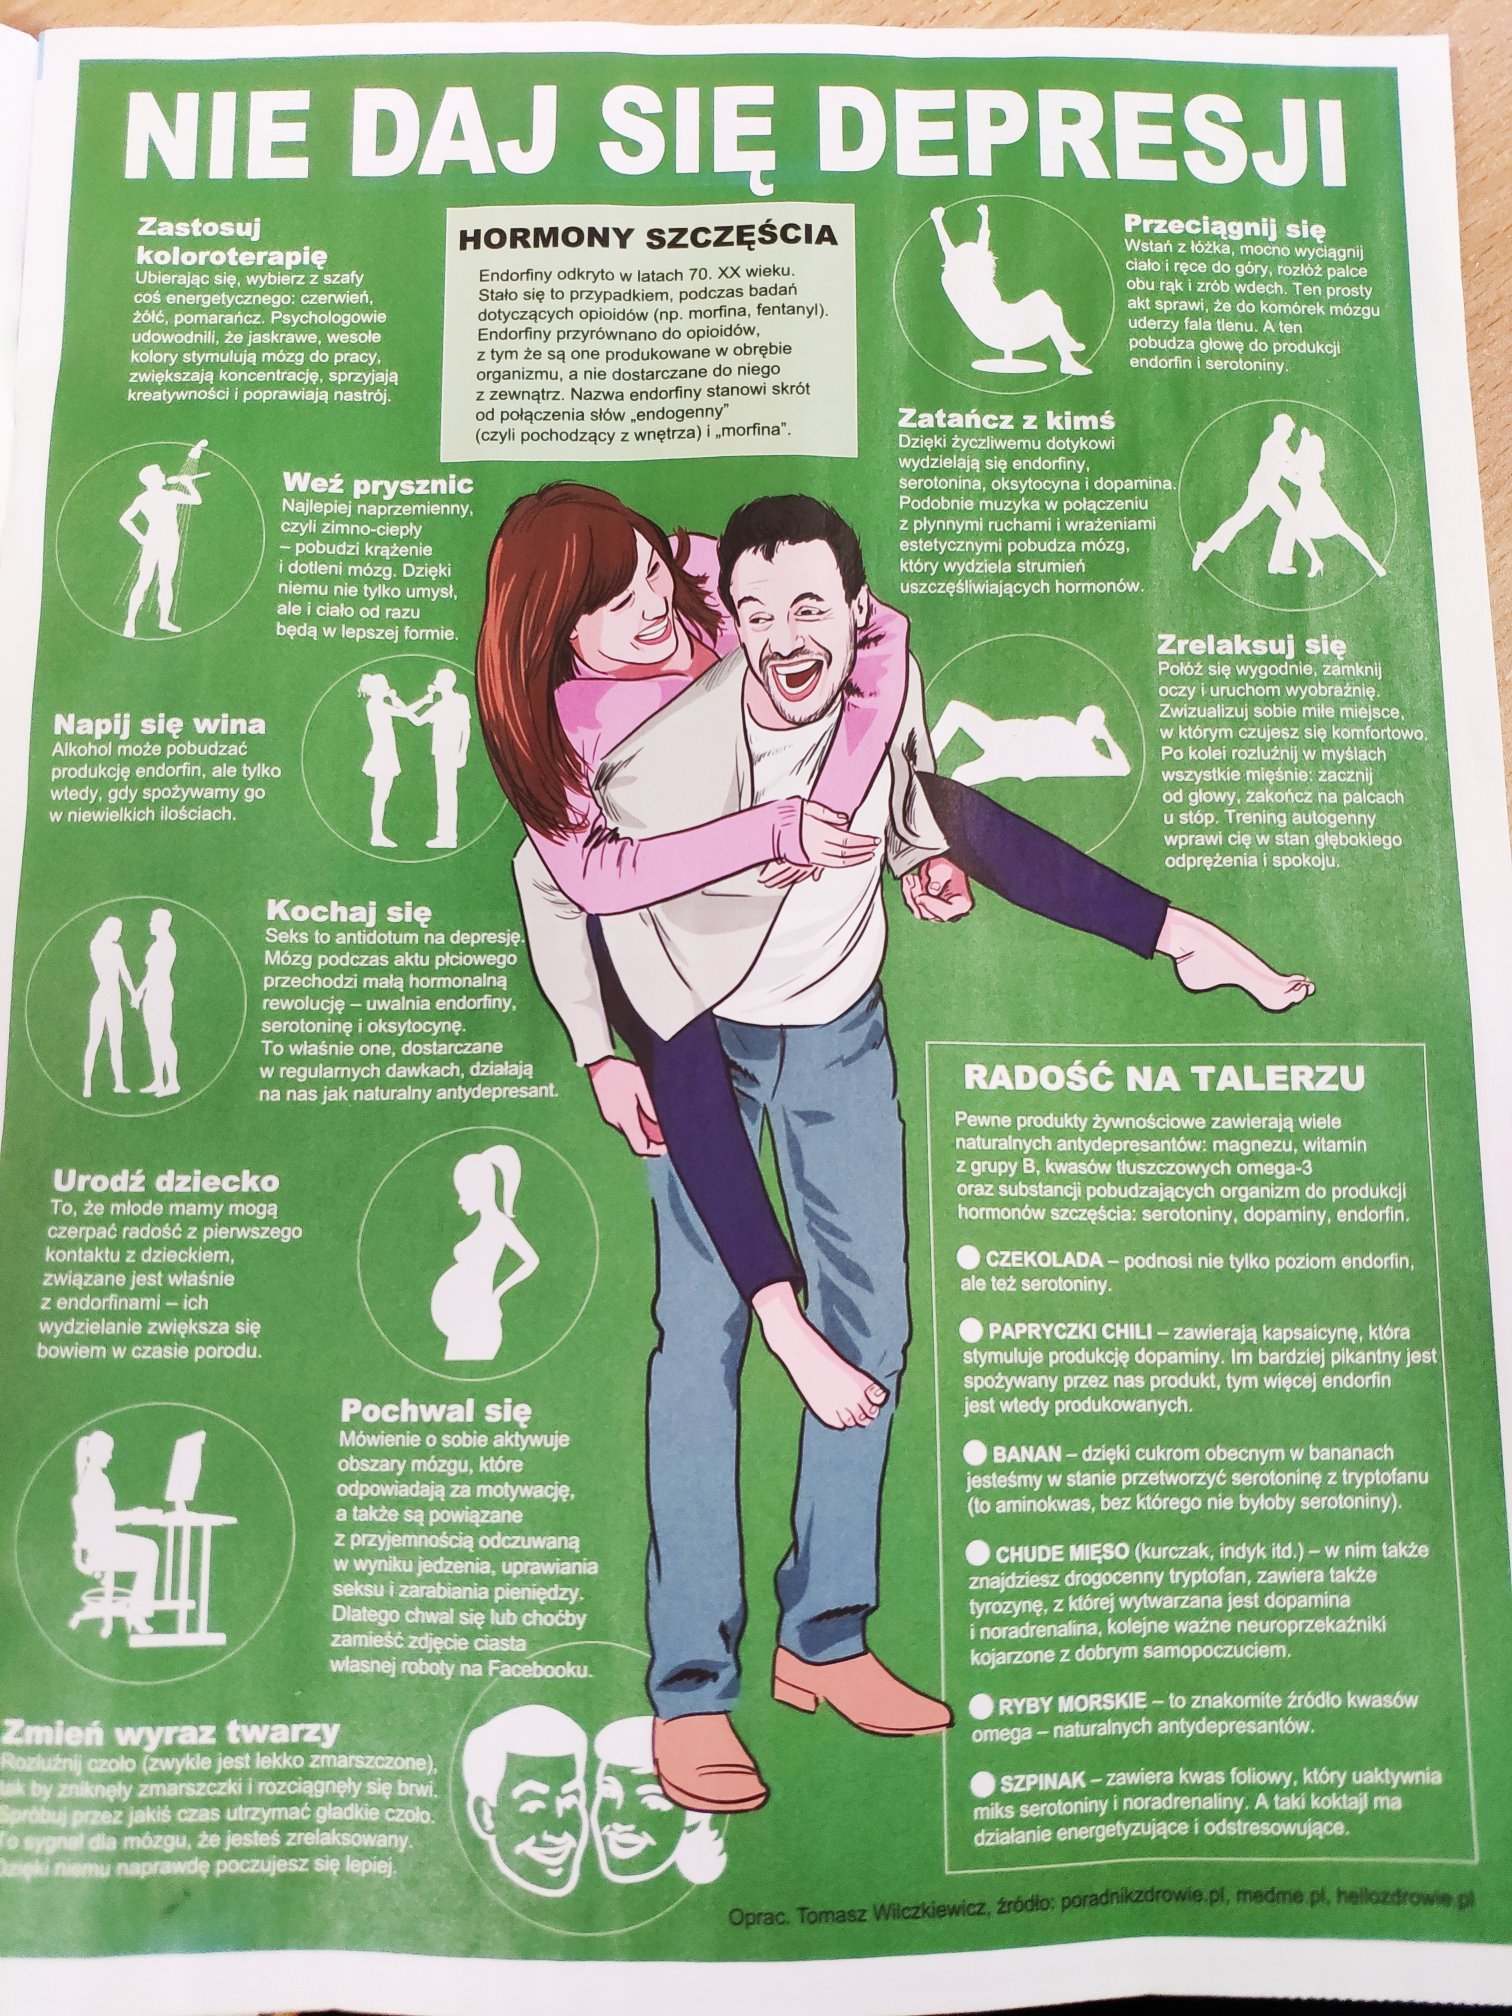 NIE DAJ SIĘ DEPRESJI
Zastosuj
koloroterapię
Ubierając się, wybierz z szafy
coś energetycznego: czerwień,
żółć, pomarańcz. Psychologowie
udowodnili, że jaskrawe, wesołe
kolory stymulują mózg do pracy,
zwiększają koncentrację, sprzyjają
kreatywności i poprawiają nastrój.
HORMONY SZCZĘŚCIA
Endorfiny odkryto w latach 70. XX wieku.
Stało się to przypadkiem, podczas badań
dotyczących opioidów (np. morfina, fentanyl).
Endorfiny przyrównano do opioidów,
z tym że są one produkowane w obrębie
organizmu, a nie dostarczane do niego
z zewnątrz. Nazwa endorfiny stanowi skrót
od połączenia słów „endogenny”
(czyli pochodzący z wnętrza) i „morfina”.
Przeciągnij się
Wstań z łóżka, mocno wyciągnij
ciało i ręce do góry, rozłóż palce
obu rąk i zrób wdech. Ten prosty
akt sprawi, że do komórek mózgu
uderzy fala tlenu. A ten
pobudza głowę do produkcji
endorfin i serotoniny.
Weź prysznic
Najlepiej naprzemienny,
czyli zimno-ciepły
– pobudzi krążenie
i dotleni mózg. Dzięki
niemu nie tylko umysł,
ale i ciało od razu
będą w lepszej formie.
Zatańcz z kimś
Dzięki życzliwemu dotykowi
wydzielają się endorfiny,
serotonina, oksytocyna i dopamina.
Podobnie muzyka w połączeniu
z płynnymi ruchami i wrażeniami
estetycznymi pobudza mózg,
który wydziela strumień
uszczęśliwiających hormonów.
Napij się wina
Alkohol może pobudzać
produkcję endorfin, ale tylko
wtedy, gdy spożywamy go
w niewielkich ilościach.
Zrelaksuj się
Połóż się wygodnie, zamknij
oczy i uruchom wyobraźnię.
Zwizualizuj sobie miłe miejsce,
w którym czujesz się komfortowo.
Po kolei rozluźnij w myślach
wszystkie mięśnie: zacznij
od głowy, zakończ na palcach
u stóp. Trening autogenny
wprawi cię w stan głębokiego
odprężenia i spokoju.
Kochaj się
Seks to antidotum na depresję.
Mózg podczas aktu płciowego
przechodzi małą hormonalną
rewolucję – uwalnia endorfiny,
serotoninę i oksytocynę.
To właśnie one, dostarczane
w regularnych dawkach, działają
na nas jak naturalny antydepresant.
Urodź dziecko
To, że młode mamy mogą
czerpać radość z pierwszego
kontaktu z dzieckiem,
związane jest właśnie
z endorfinami – ich
wydzielanie zwiększa się
bowiem w czasie porodu.
Pochwal się
Mówienie o sobie aktywuje
obszary mózgu, które
odpowiadają za motywację,
a także są powiązane
z przyjemnością odczuwaną
w wyniku jedzenia, uprawiania
seksu i zarabiania pieniędzy.
Dlatego chwal się lub choćby
zamieść zdjęcie ciasta
własnej roboty na Facebooku.
Zmień wyraz twarzy
Rozluźnij czoło (zwykle jest lekko zmarszczone),
tak by zniknęły zmarszczki i rozciągnęły się brwi.
Spróbuj przez jakiś czas utrzymać gładkie czoło.
To sygnał dla mózgu, że jesteś zrelaksowany.
Dzięki niemu naprawdę poczujesz się lepiej.
RADOŚĆ NA TALERZU
Pewne produkty żywnościowe zawierają wiele
naturalnych antydepresantów: magnezu, witamin
z grupy B, kwasów tłuszczowych omega-3
oraz substancji pobudzających organizm do produkcji
hormonów szczęścia: serotoniny, dopaminy, endorfin.
● CZEKOLADA – podnosi nie tylko poziom endorfin,
ale też serotoniny.
● PAPRYCZKI CHILI – zawierają kapsaicynę, która
stymuluje produkcję dopaminy. Im bardziej pikantny jest
spożywany przez nas produkt, tym więcej endorfin
jest wtedy produkowanych.
● BANAN – dzięki cukrom obecnym w bananach
jesteśmy w stanie przetworzyć serotoninę z tryptofanu
(to aminokwas, bez którego nie byłoby serotoniny).
● CHUDE MIĘSO (kurczak, indyk itd.) – w nim także
znajdziesz drogocenny tryptofan, zawiera także
tyrozynę, z której wytwarzana jest dopamina
i noradrenalina, kolejne ważne neuroprzekaźniki
kojarzone z dobrym samopoczuciem.
● RYBY MORSKIE – to znakomite źródło kwasów
omega – naturalnych antydepresantów.
● SZPINAK – zawiera kwas foliowy, który uaktywnia
miks serotoniny i noradrenaliny. A taki koktajl ma
działanie energetyzujące i odstresowujące.
Oprac. Tomasz Wilczkiewicz, źródło: poradnikzdrowie.pl, medme.pl, hellozdrowie.pl